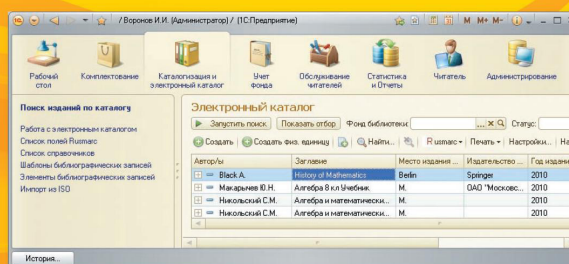 / Воронов И.И. (Администратор) / (1С:Предприятие)
M M+ M-
Рабочий стол
Комплектование
Каталогизация и электронный каталог
Учет фонда
Обслуживание читателей
Статистика и Отчеты
Читатель
Администрирование
Поиск изданий по каталогу
Работа с электронным каталогом
Список полей Rusmarc
Список справочников
Шаблоны библиографических записей
Элементы библиографических записей
Импорт из ISO
Электронный каталог
Запустить поиск Показать отбор Фонд библиотеки: ... Статус:
Создать Создать физ. единицу Найти... Rusmarc Печать Настройки...
Автор/ы Заглавие Место издания ... Издательство ... Год издани
Black A. History of Mathematics Berlin Springer 2010
Макарычев Ю.Н. Алгебра 8 кл Учебник М. ОАО "Московс... 2010
Никольский С.М. Алгебра и математически... М. 2010
Никольский С.М. Алгебра и математически... М. 2010
История...